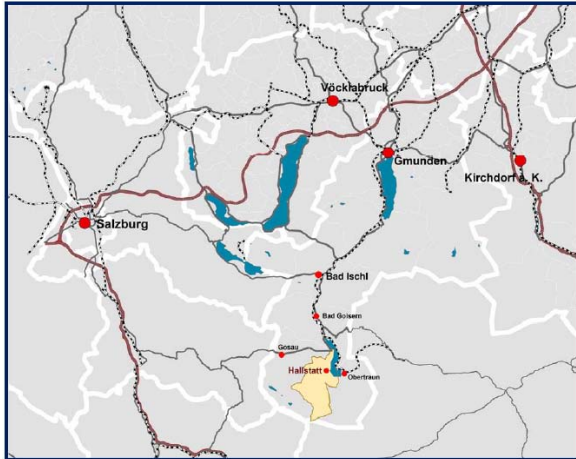 Vöcklabruck
Gmunden
Kirchdorf a. K.
Salzburg
Bad Ischl
Bad Goisern
Gosau
Hallstatt
Obertraun